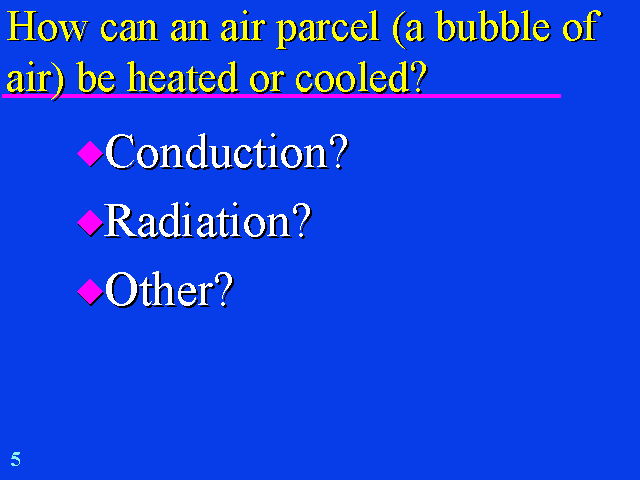 How can an air parcel (a bubble of
air) be heated or cooled?
Conduction?
Radiation?
Other?
5